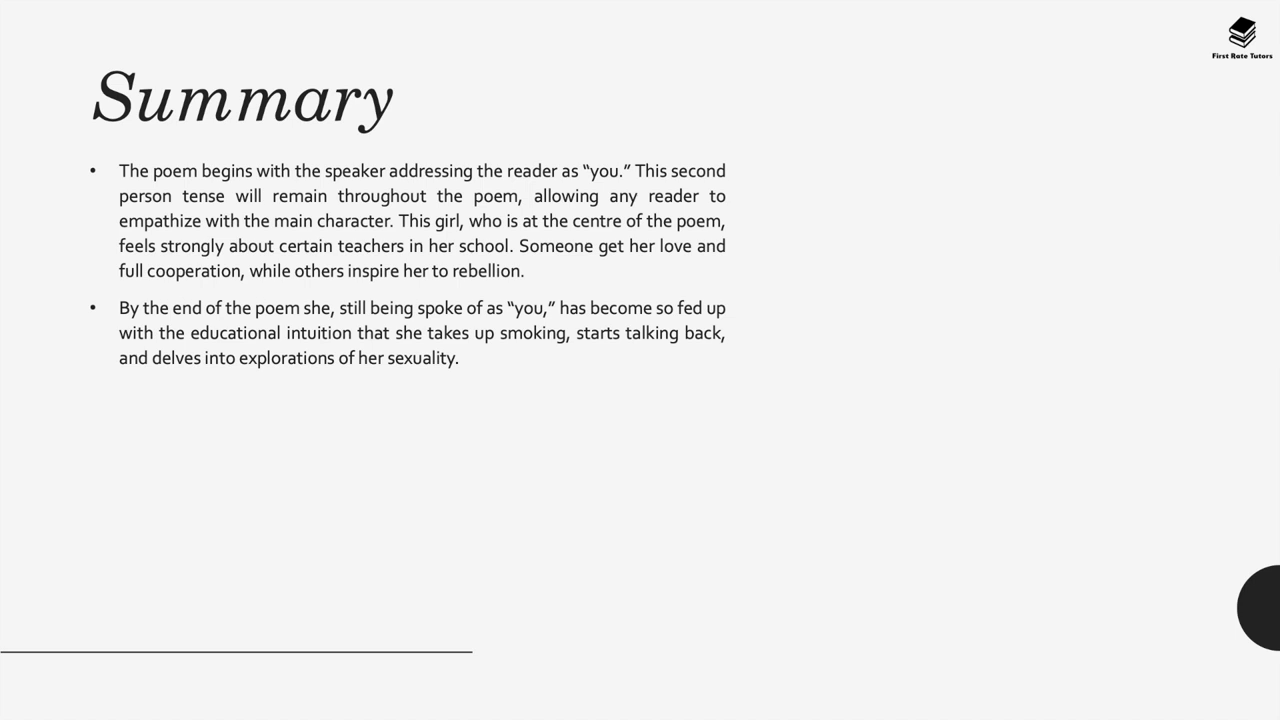 First Rate Tutors
Summary
• The poem begins with the speaker addressing the reader as “you.” This second
person tense will remain throughout the poem, allowing any reader to
empathize with the main character. This girl, who is at the centre of the poem,
feels strongly about certain teachers in her school. Someone get her love and
full cooperation, while others inspire her to rebellion.
• By the end of the poem she, still being spoke of as “you,” has become so fed up
with the educational intuition that she takes up smoking, starts talking back,
and delves into explorations of her sexuality.